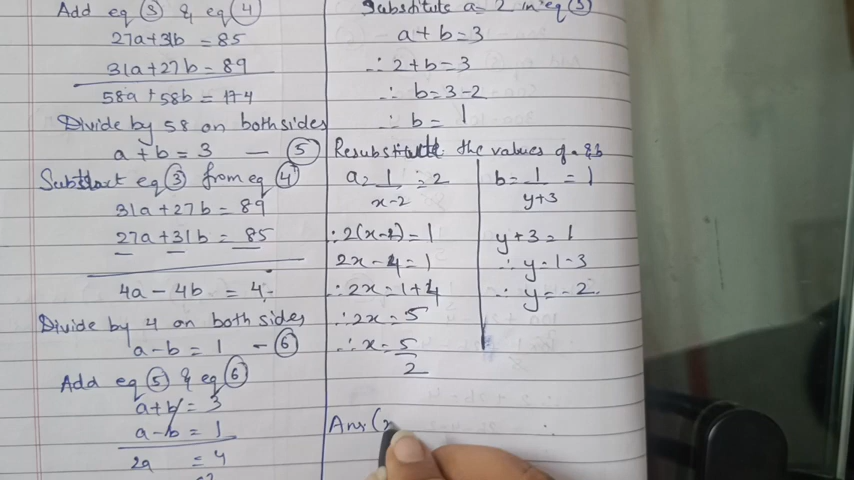 Add eq ③ & eq ④
27a+31b = 85
31a+27b = 89
58a+58b = 174
Divide by 58 on both sides
a+b = 3 — ⑤
Substract eq ③ from eq ④
31a+27b = 89
27a+31b = 85
4a-4b = 4
Divide by 4 on both sides
a-b = 1 - ⑥
Add eq ⑤ & eq ⑥
a+b = 3
a-b = 1
2a = 4
Substitute a= 2 in eq ⑤
a+b=3
∴ 2+b=3
∴ b=3-2
∴ b= 1
Resubstitute the values of a & b
a= 1/(x-2) = 2
∴ 2(x-2)=1
2x-4=1
∴ 2x=1+4
∴ 2x=5
∴ x=5/2
b= 1/(y+3) = 1
y+3=1
∴ y=1-3
∴ y=-2
Ans (x